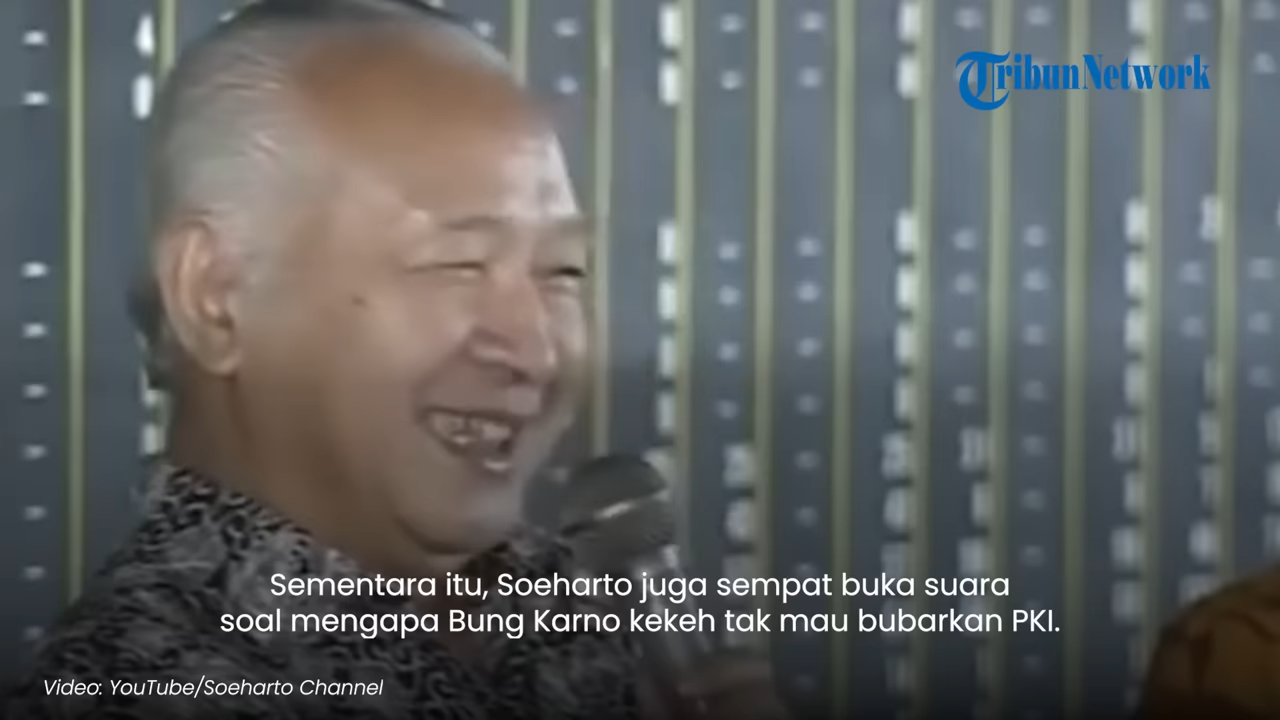 TribunNetwork
Sementara itu, Soeharto juga sempat buka suara
soal mengapa Bung Karno kekeh tak mau bubarkan PKI.
Video: YouTube/Soeharto Channel